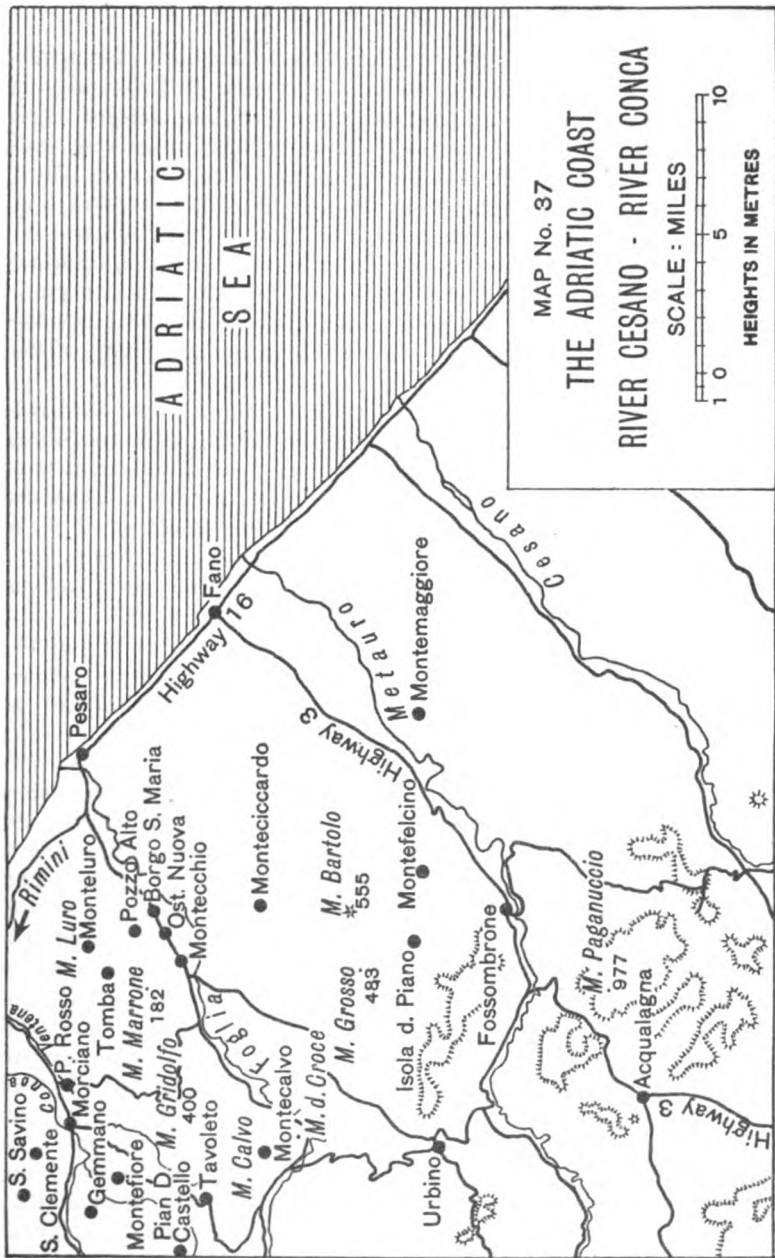 ADRIATIC
SEA
MAP No. 37
THE ADRIATIC COAST
RIVER CESANO - RIVER CONCA
SCALE : MILES
1 0 5 10
HEIGHTS IN METRES
Rimini
Pesaro
Fano
Highway 16
S. Savino
S. Clemente
Conca
Ventena
P. Rosso
Morciano
M. Luro
Monteluro
Gemmano
Tomba
Pozzo Alto
Borgo S. Maria
Ost. Nuova
Montecchio
Montefiore
M. Marrone
182
Pian D.
Castello
M. Gridolfo
400
Tavoleto
Foglia
M. Calvo
Montecalvo
M. d. Croce
Monteciccardo
M. Bartolo
555
M. Grosso
483
Highway 3
Metauro
Montemaggiore
Cesano
Isola d. Piano
Montefelcino
Urbino
Fossombrone
M. Paganuccio
977
Acqualagna
Highway 3